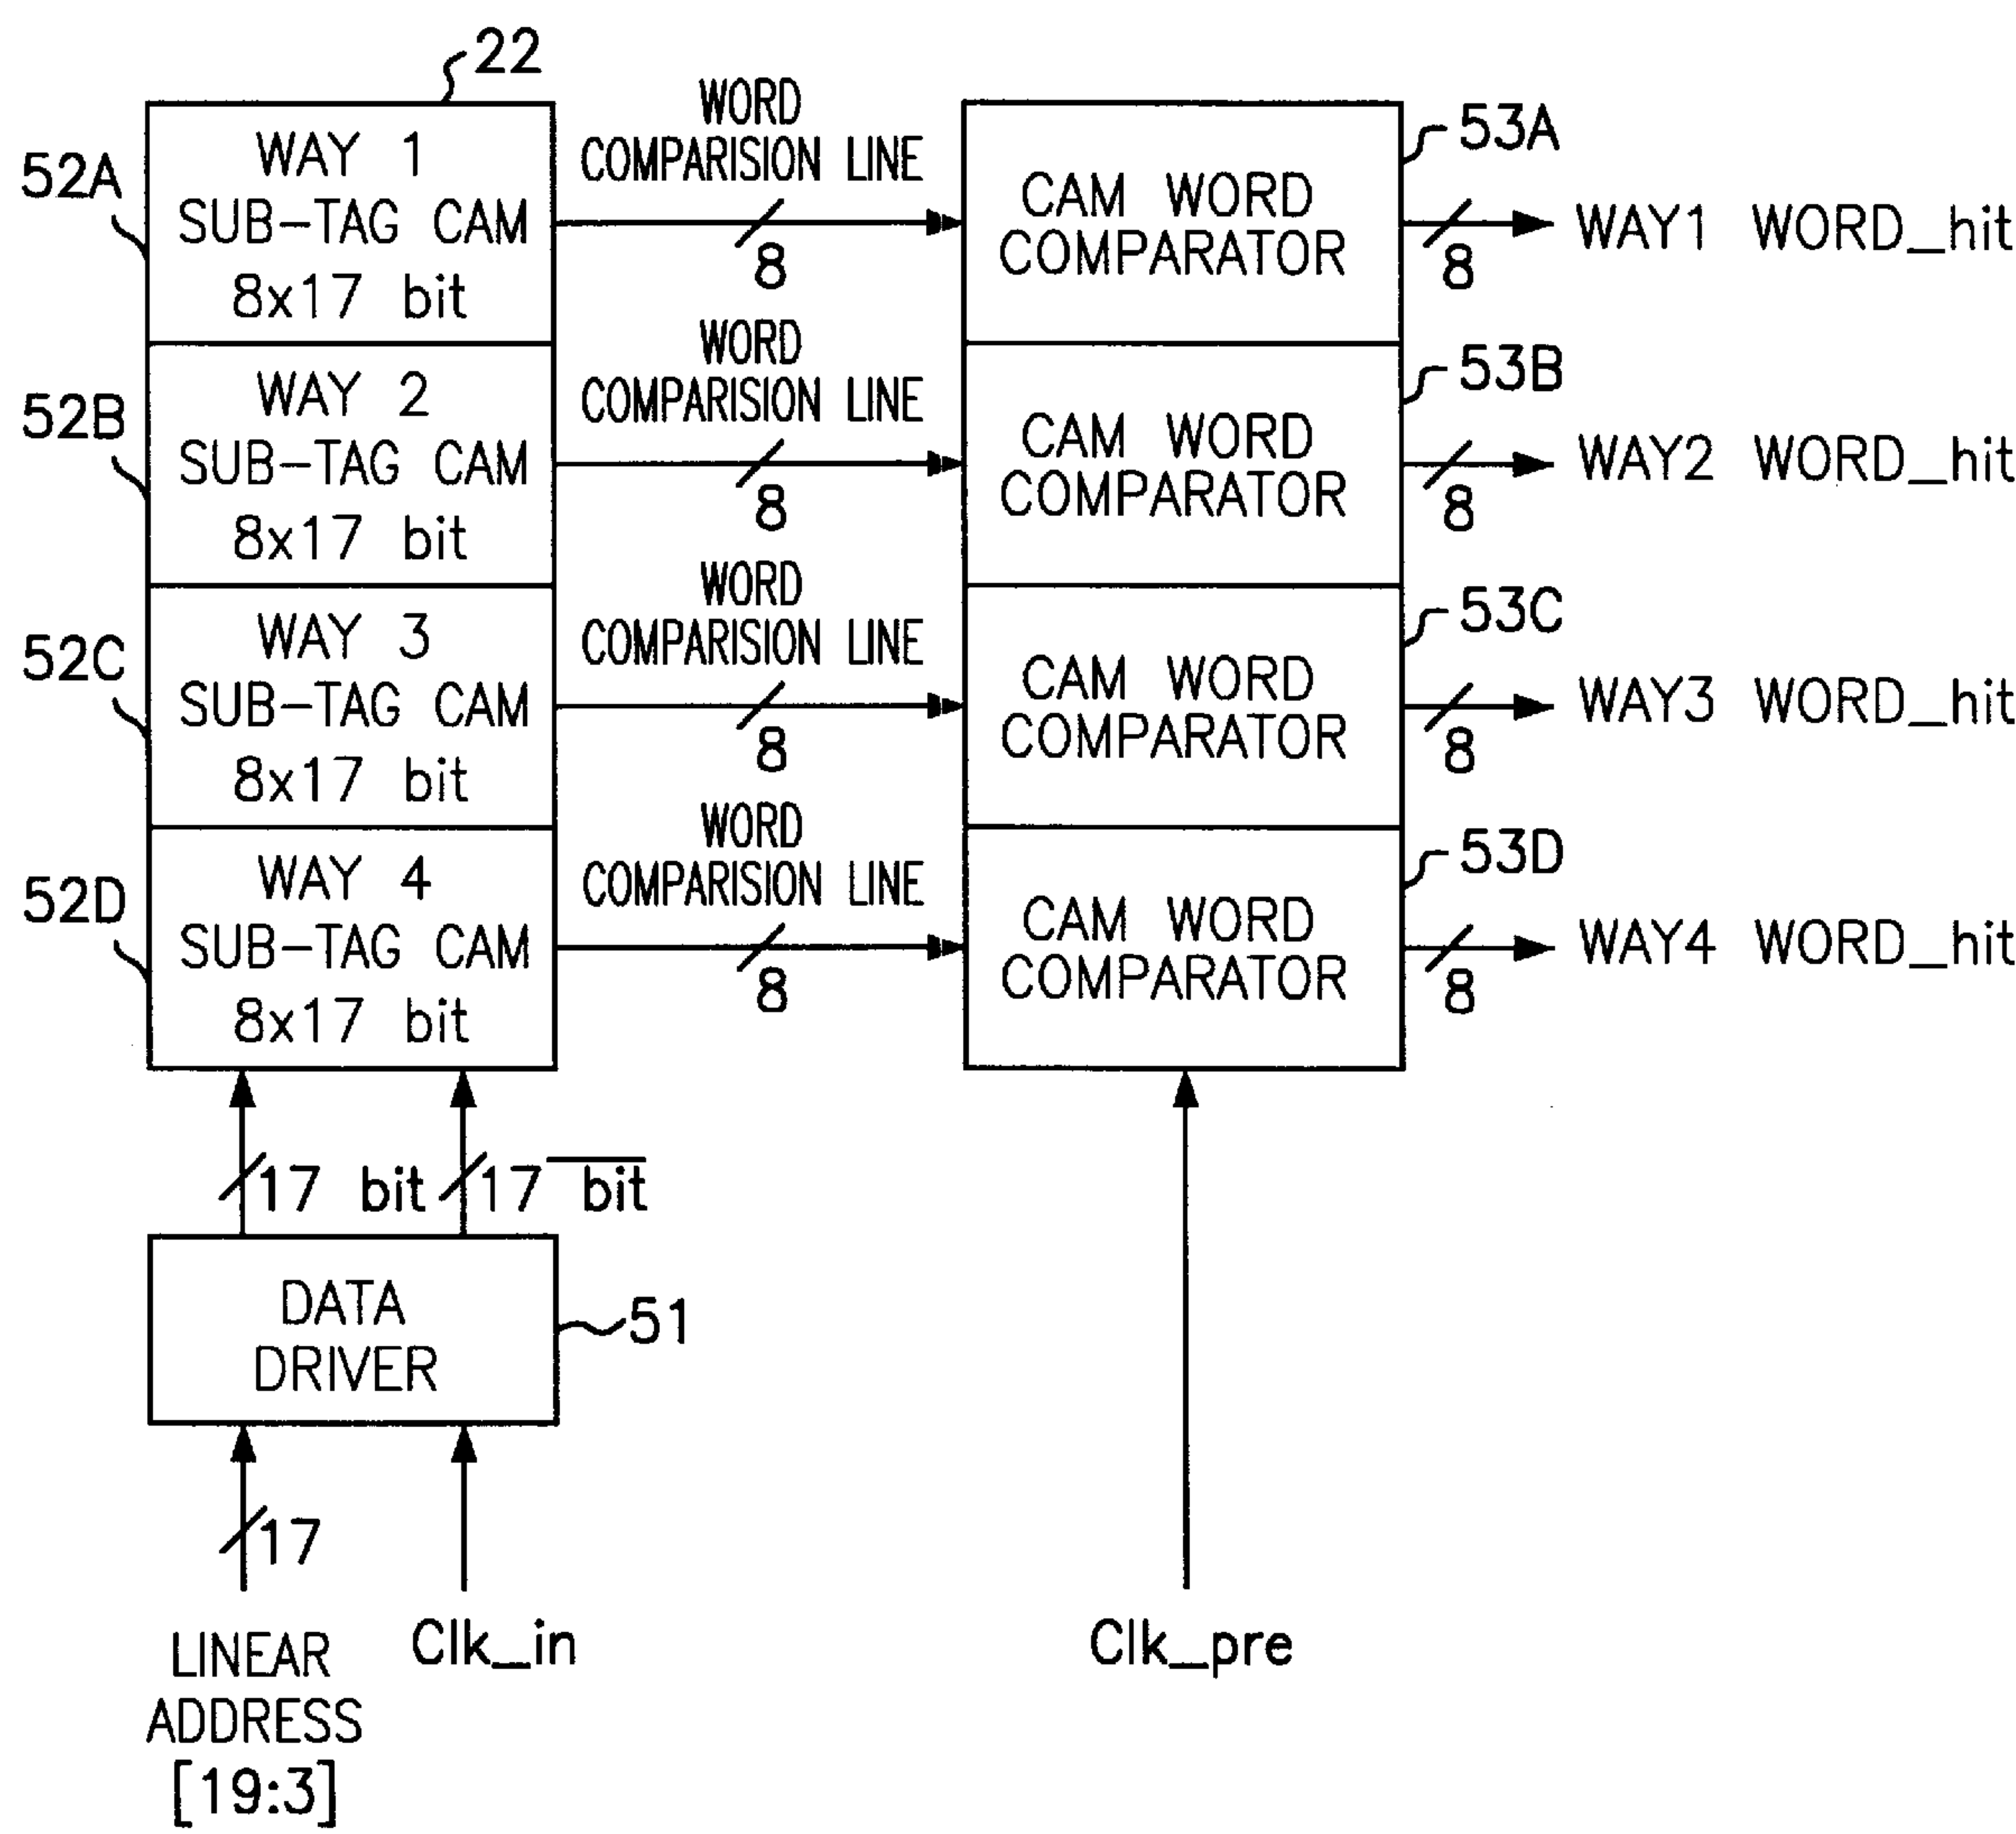 22
52A
WAY 1
SUB-TAG CAM
8x17 bit
WORD
COMPARISION LINE
8
CAM WORD
COMPARATOR
53A
8
WAY1 WORD_hit
52B
WAY 2
SUB-TAG CAM
8x17 bit
WORD
COMPARISION LINE
8
CAM WORD
COMPARATOR
53B
8
WAY2 WORD_hit
52C
WAY 3
SUB-TAG CAM
8x17 bit
WORD
COMPARISION LINE
8
CAM WORD
COMPARATOR
53C
8
WAY3 WORD_hit
52D
WAY 4
SUB-TAG CAM
8x17 bit
WORD
COMPARISION LINE
8
CAM WORD
COMPARATOR
53D
8
WAY4 WORD_hit
17 bit
17 b̅i̅t̅
DATA
DRIVER
51
17
LINEAR
ADDRESS
[19:3]
Clk_in
Clk_pre